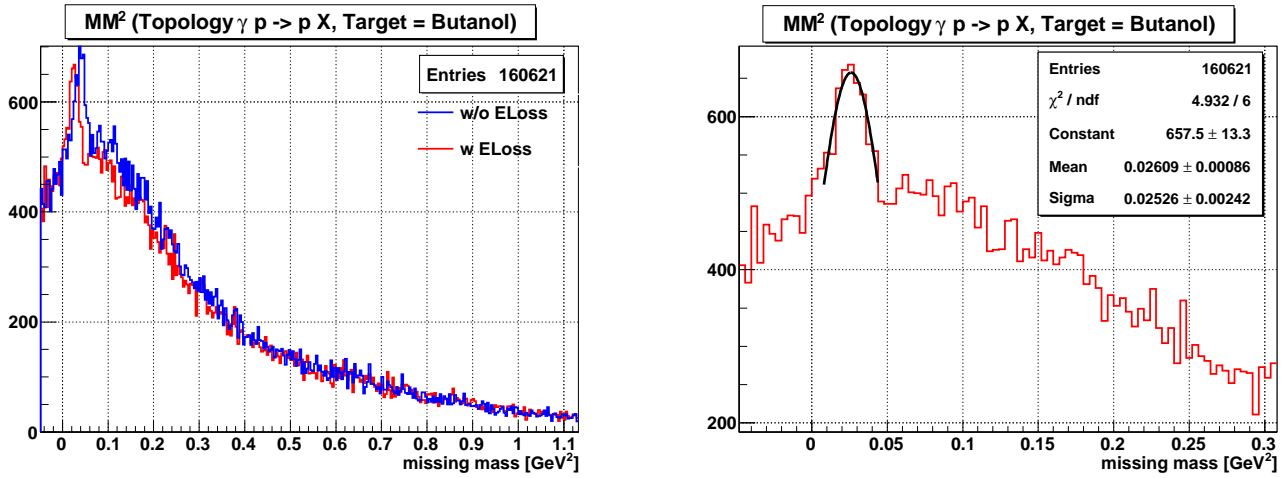 MM² (Topology γ p -> p X, Target = Butanol)
Entries 160621
w/o ELoss
w ELoss
600
400
200
0
0 0.1 0.2 0.3 0.4 0.5 0.6 0.7 0.8 0.9 1 1.1
missing mass [GeV²]
MM² (Topology γ p -> p X, Target = Butanol)
Entries 160621
χ² / ndf 4.932 / 6
Constant 657.5 ± 13.3
Mean 0.02609 ± 0.00086
Sigma 0.02526 ± 0.00242
600
400
200
0 0.05 0.1 0.15 0.2 0.25 0.3
missing mass [GeV²]